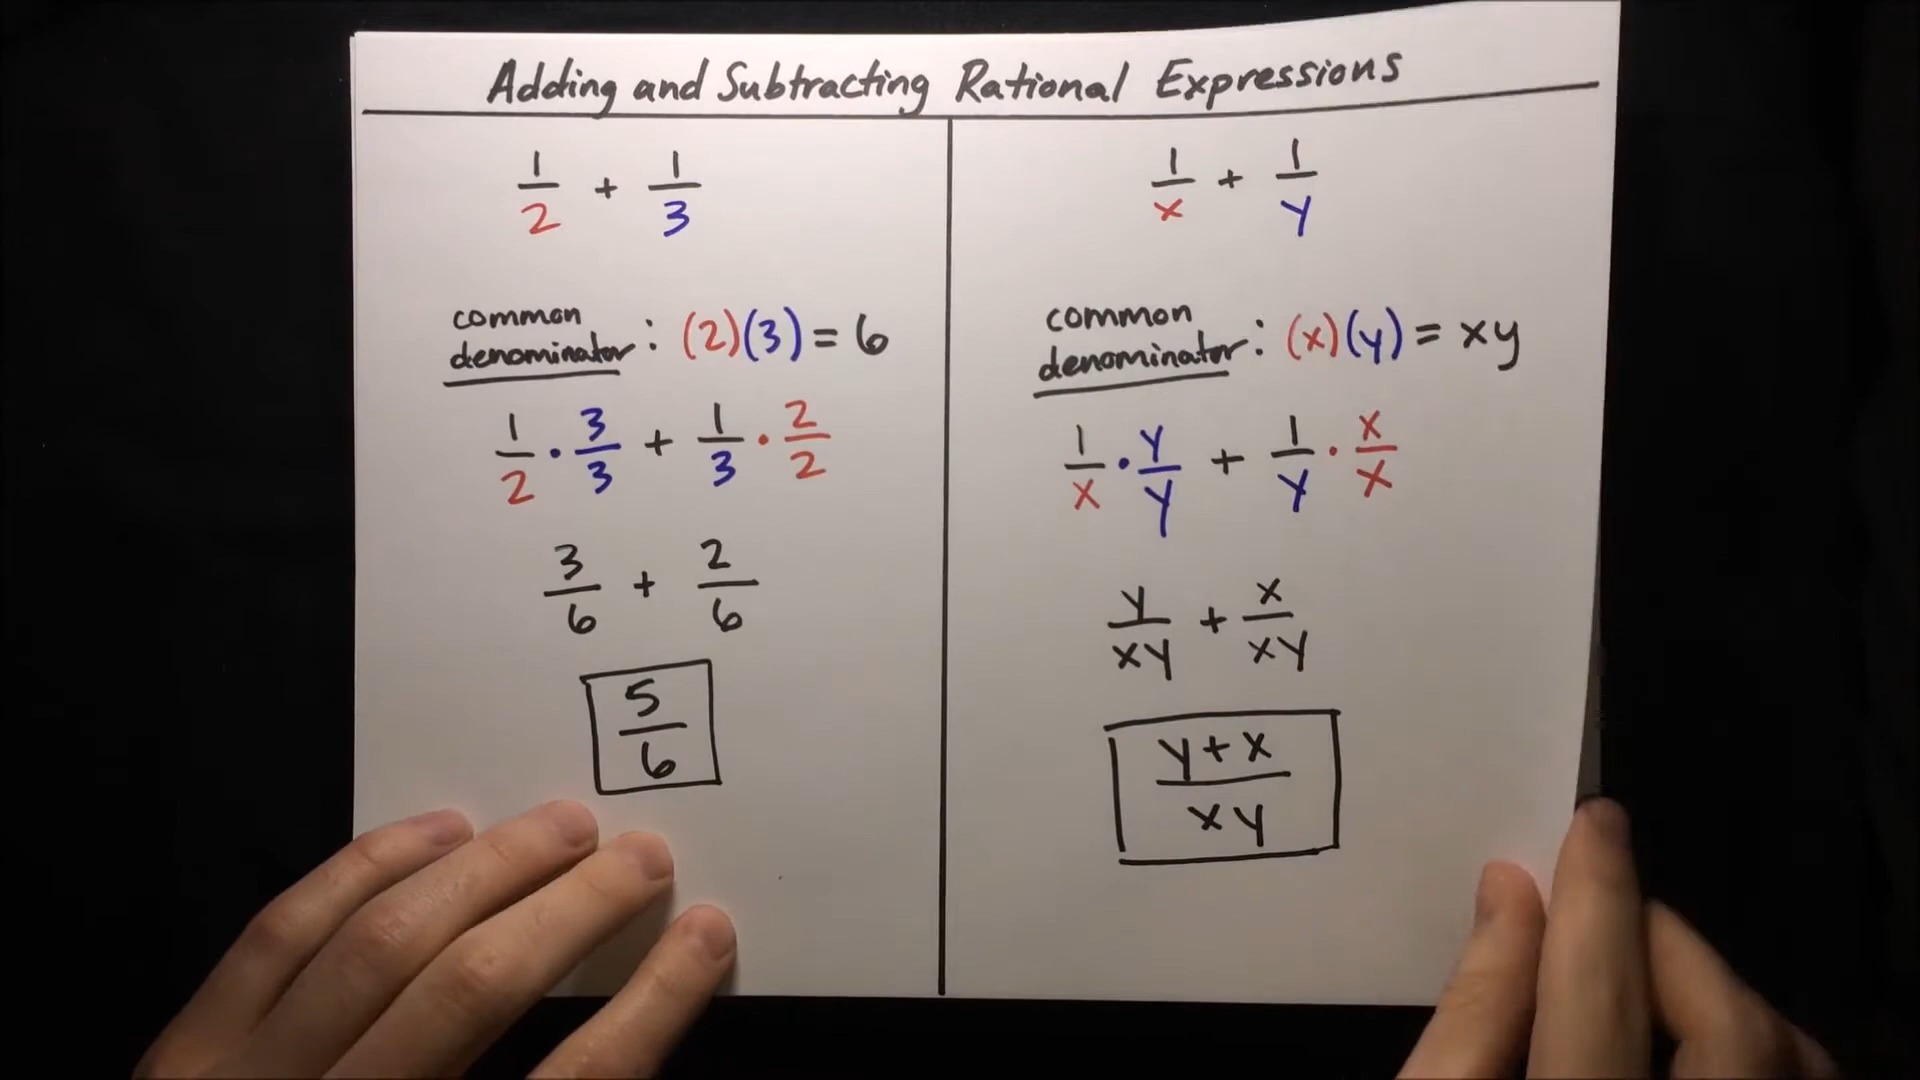 Adding and Subtracting Rational Expressions
1/2 + 1/3
common
denominator: (2)(3) = 6
1/2 · 3/3 + 1/3 · 2/2
3/6 + 2/6
5/6
1/x + 1/y
common
denominator: (x)(y) = xy
1/x · y/y + 1/y · x/x
y/xy + x/xy
y + x/xy